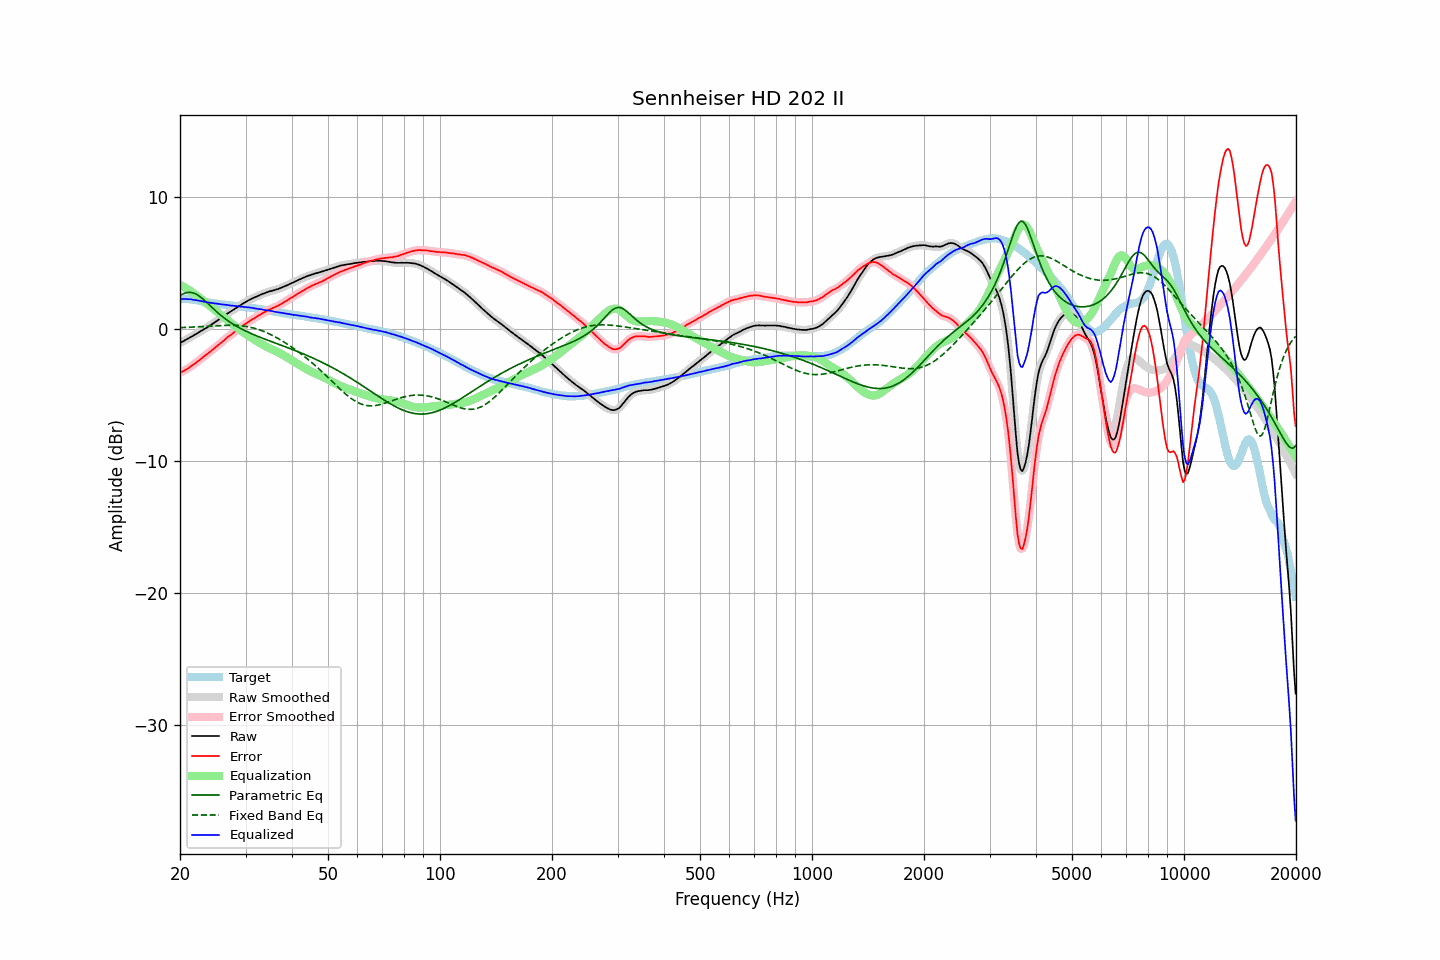 Sennheiser HD 202 II
Amplitude (dBr)
10
0
−10
−20
−30
Target
Raw Smoothed
Error Smoothed
Raw
Error
Equalization
Parametric Eq
Fixed Band Eq
Equalized
20 50 100 200 500 1000 2000 5000 10000 20000
Frequency (Hz)